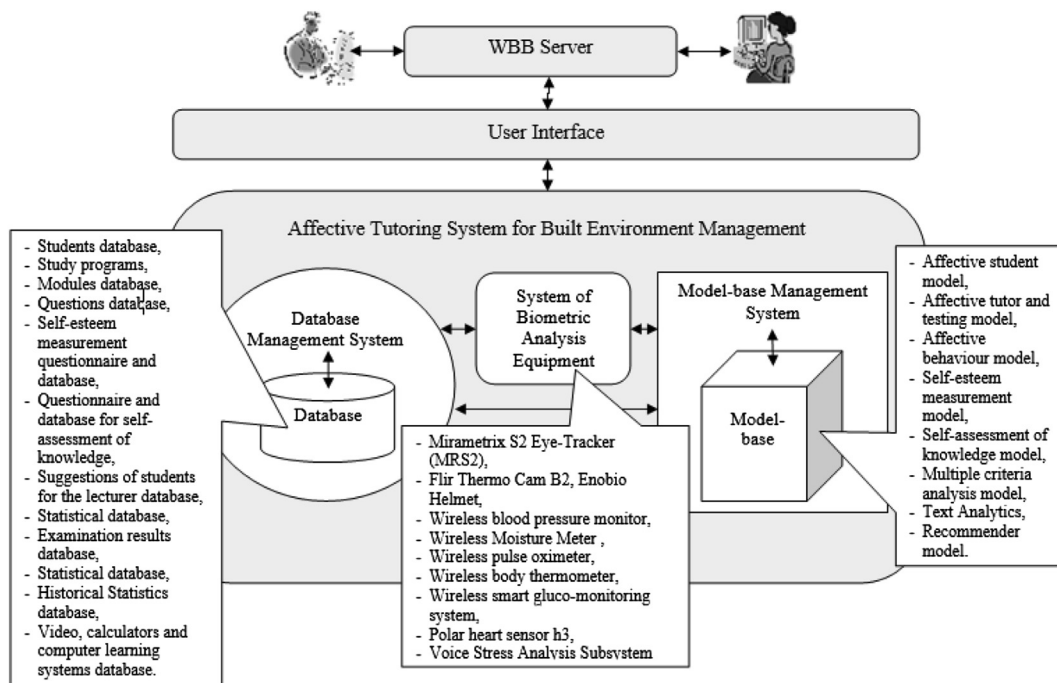 WBB Server
User Interface
Affective Tutoring System for Built Environment Management
- Students database,
- Study programs,
- Modules database,
- Questions database,
- Self-esteem
measurement
questionnaire and
database,
- Questionnaire and
database for self-
assessment of
knowledge,
- Suggestions of students
for the lecturer database,
- Statistical database,
- Examination results
database,
- Statistical database,
- Historical Statistics
database,
- Video, calculators and
computer learning
systems database.
Database
Management System
Database
System of
Biometric
Analysis
Equipment
- Mirametrix S2 Eye-Tracker
(MRS2),
- Flir Thermo Cam B2, Enobio
Helmet,
- Wireless blood pressure monitor,
- Wireless Moisture Meter ,
- Wireless pulse oximeter,
- Wireless body thermometer,
- Wireless smart gluco-monitoring
system,
- Polar heart sensor h3,
- Voice Stress Analysis Subsystem
Model-base Management
System
Model-
base
- Affective student
model,
- Affective tutor and
testing model,
- Affective
behaviour model,
- Self-esteem
measurement
model,
- Self-assessment of
knowledge model,
- Multiple criteria
analysis model,
- Text Analytics,
- Recommender
model.